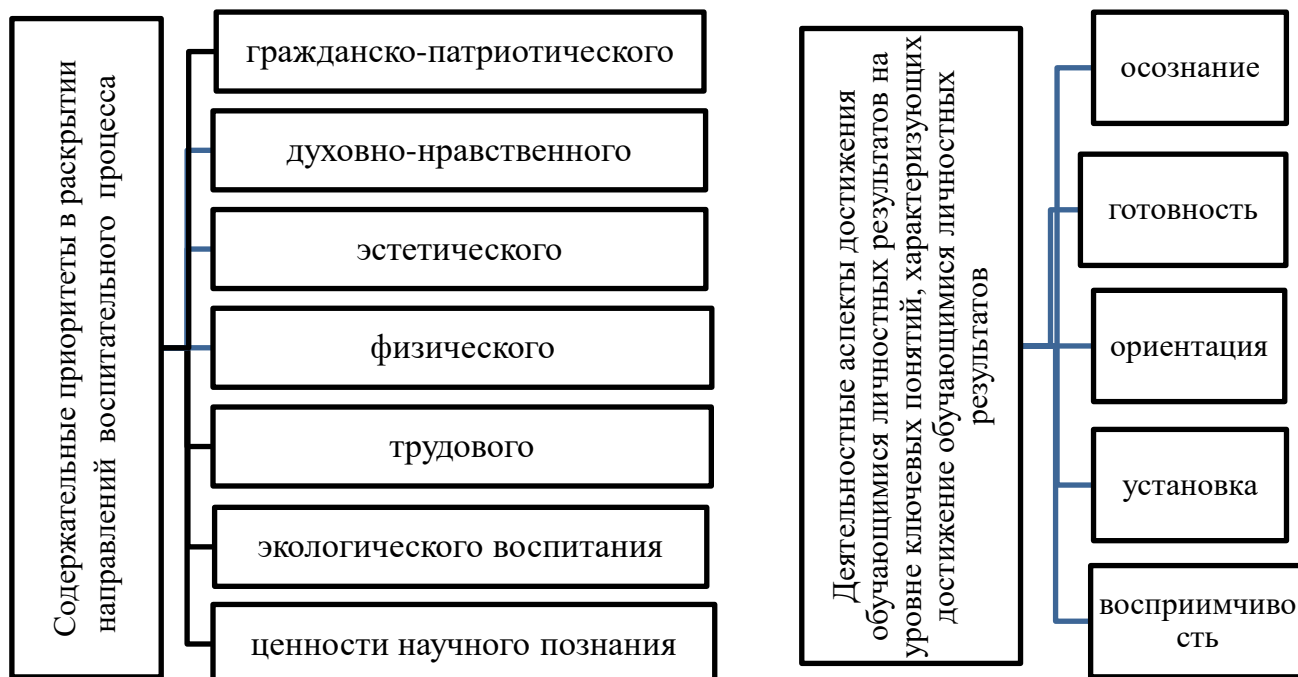 Содержательные приоритеты в раскрытии
направлений воспитательного процесса
гражданско-патриотического
духовно-нравственного
эстетического
физического
трудового
экологического воспитания
ценности научного познания
Деятельностные аспекты достижения
обучающимися личностных результатов на
уровне ключевых понятий, характеризующих
достижение обучающимися личностных
результатов
осознание
готовность
ориентация
установка
восприимчиво
сть